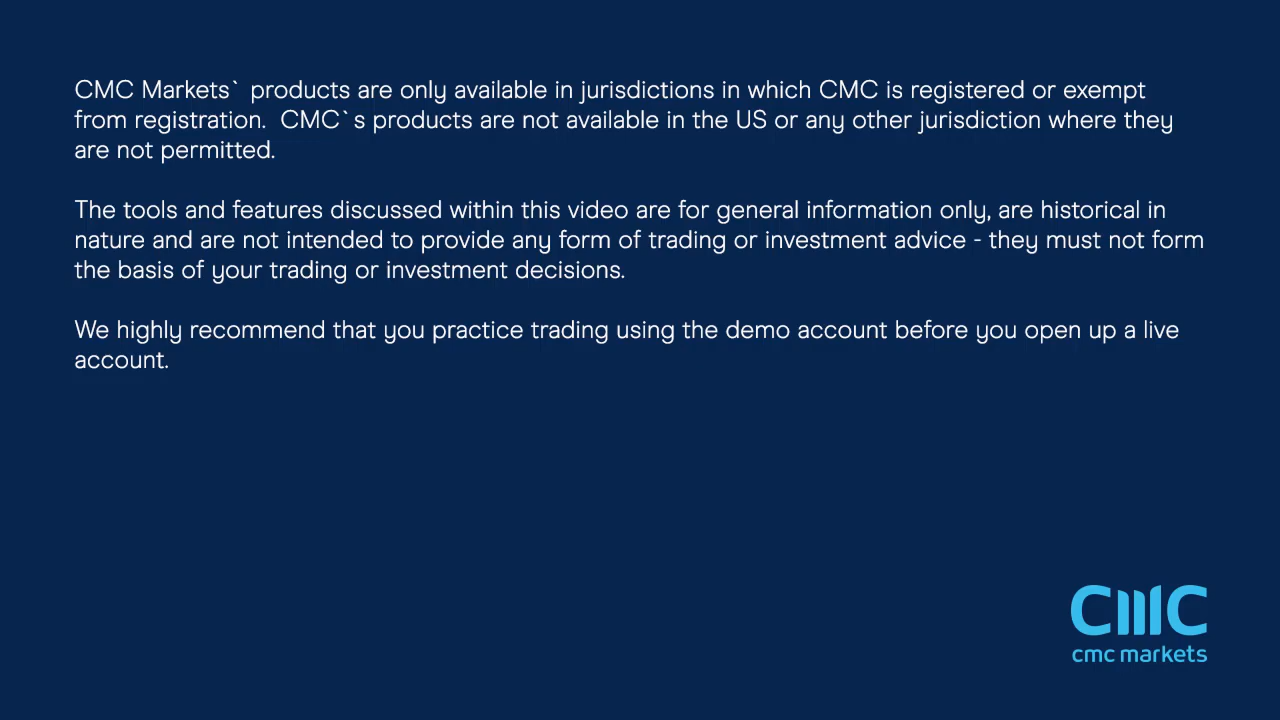 CMC Markets` products are only available in jurisdictions in which CMC is registered or exempt
from registration.  CMC`s products are not available in the US or any other jurisdiction where they
are not permitted.
The tools and features discussed within this video are for general information only, are historical in
nature and are not intended to provide any form of trading or investment advice - they must not form
the basis of your trading or investment decisions.
We highly recommend that you practice trading using the demo account before you open up a live
account.
CMC
cmc markets